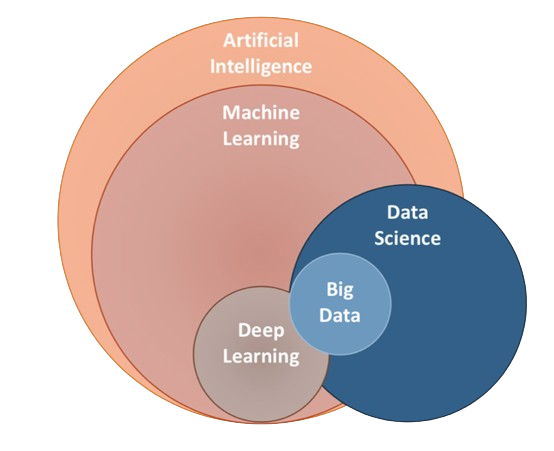 Artificial
Intelligence
Machine
Learning
Data
Science
Big
Data
Deep
Learning